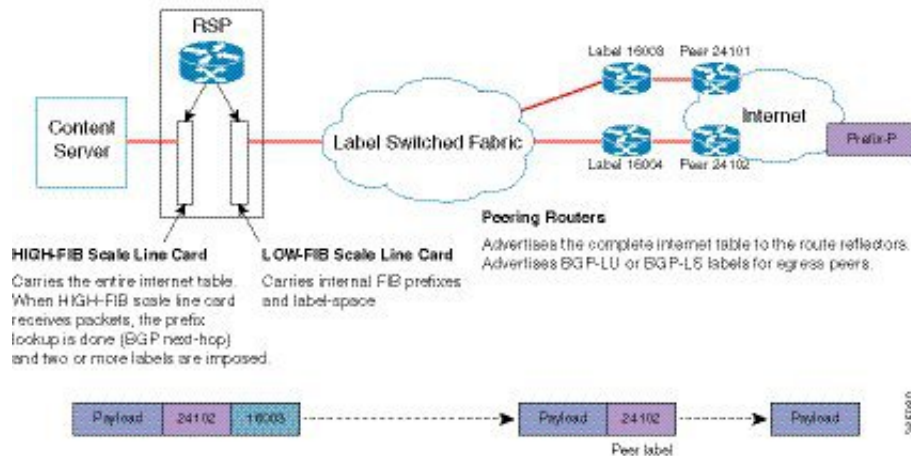 RSP
Label 16003 Peer 24101
Content
Server
Label Switched Fabric
Internet
Prefix-P
Label 16004 Peer 24102
Peering Routers
Advertises the complete internet table to the route reflectors.
Advertises BGP-LU or BGP-LS labels for egress peers.
HIGH-FIB Scale Line Card
Carries the entire internet table.
When HIGH-FIB scale line card
receives packets, the prefix
lookup is done (BGP next-hop)
and two or more labels are imposed.
LOW-FIB Scale Line Card
Carries internal FIB prefixes
and label-space
Payload 24102 16003
Payload 24102
Peer label
Payload